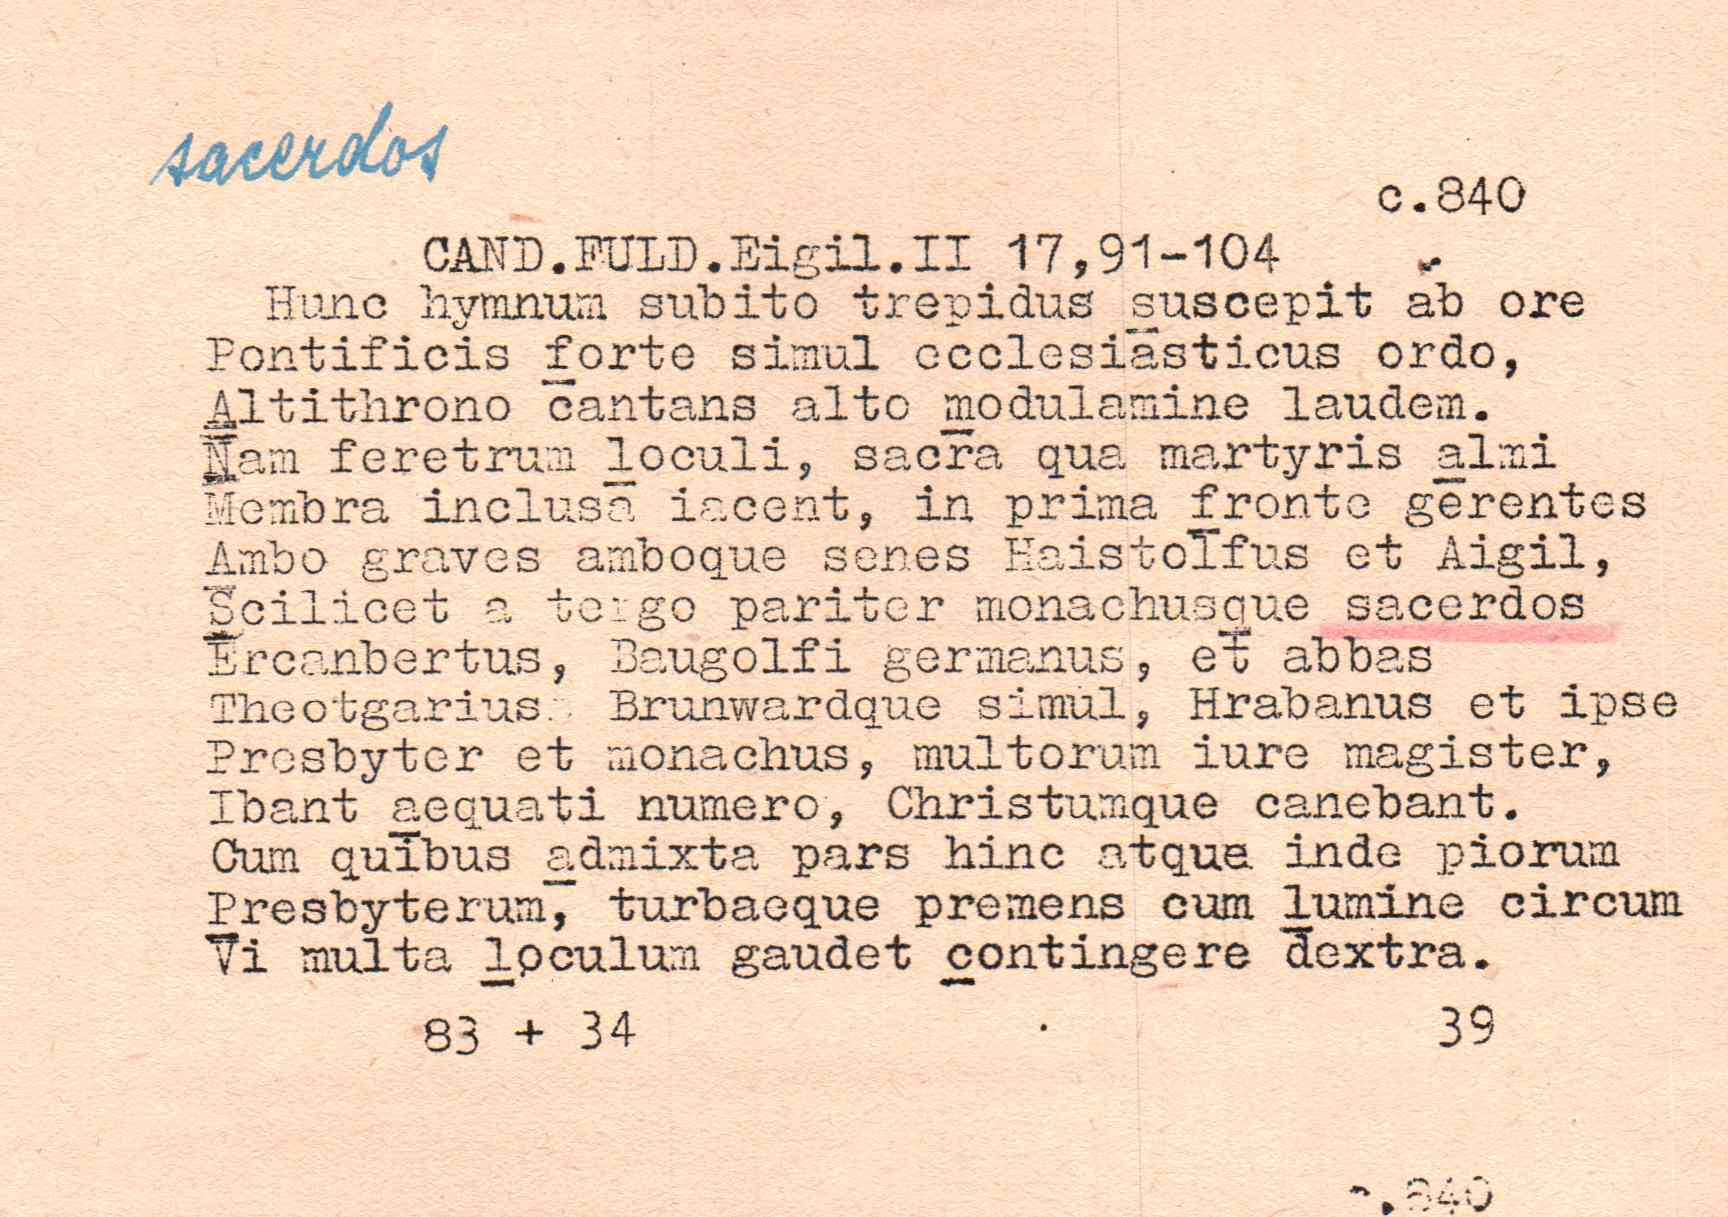 sacerdos
c.840
CAND.FULD.Eigil.II 17,91-104
Hunc hymnum subito trepidus suscepit ab ore
Pontificis forte simul ecclesiasticus ordo,
Altithrono cantans alto modulamine laudem.
Nam feretrum loculi, sacra qua martyris almi
Membra inclusa iacent, in prima fronte gerentes
Ambo graves amboque senes Haistolfus et Aigil,
Scilicet a tergo pariter monachusque sacerdos
Ercanbertus, Baugolfi germanus, et abbas
Theotgarius Brunwardque simul, Hrabanus et ipse
Presbyter et monachus, multorum iure magister,
Ibant aequati numero, Christumque canebant.
Cum quibus admixta pars hinc atque inde piorum
Presbyterum, turbaeque premens cum lumine circum
Vi multa loculum gaudet contingere dextra.
83 + 34 39
c.840